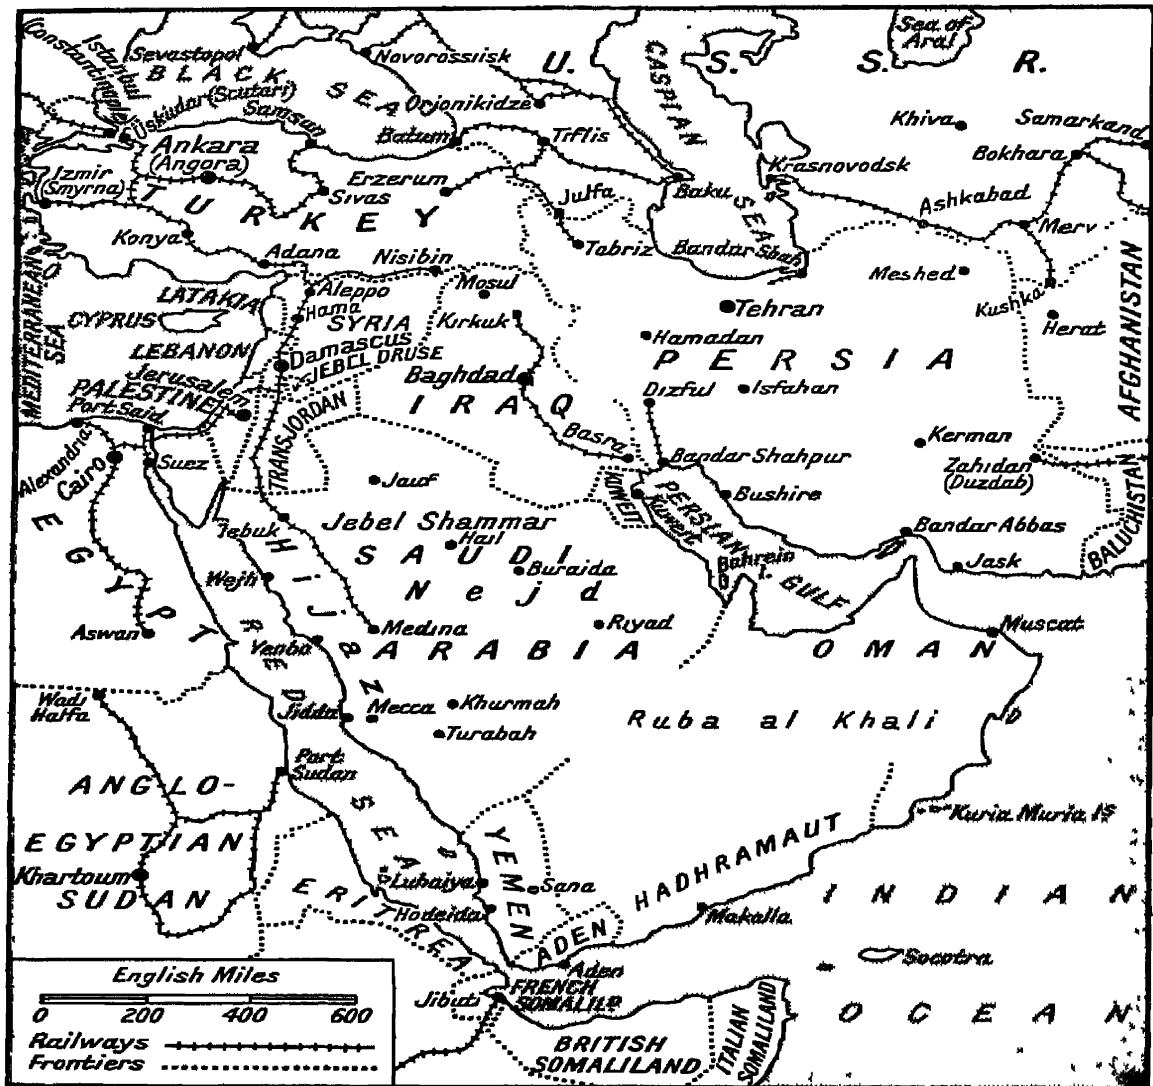 (Constantinople)
Istanbul
Sevastopol
Novorossiisk
U. S. S. R.
Sea of
Aral
BLACK
SEA
CASPIAN
SEA
Üsküdar (Scutari)
Samsun
Orjonikidze
Khiva
Samarkand
Ankara
(Angora)
Batum
Tiflis
Bokhara
Izmir
(Smyrna)
Krasnovodsk
Sivas
Erzerum
Julfa
Baku
Ashkabad
TURKEY
Merv
Konya
Adana
Nisibin
Tabriz
Bandar Shah
Meshed
AFGHANISTAN
MEDITERRANEAN
SEA
LATAKIA
Aleppo
Mosul
Tehran
Kushka
CYPRUS
Hama
SYRIA
Kirkuk
Hamadan
Herat
LEBANON
Damascus
JEBEL DRUSE
PERSIA
Jerusalem
PALESTINE
Baghdad
Dizful
Isfahan
Port Said
TRANSJORDAN
IRAQ
Alexandria
Cairo
Suez
Basra
Bandar Shahpur
Kerman
Zahidan
(Duzdab)
Jauf
KUWEIT
Kuweit
PERSIAN
GULF
Bushire
BALUCHISTAN
EGYPT
Jebuk
Jebel Shammar
Hail
Bandar Abbas
SAUDI
Bahrein
I.
Jask
Wejh
Hijaz
Buraida
Nejd
Aswan
RED
SEA
Yenbo
Medina
Riyad
Muscat
ARABIA
OMAN
Wadi
Halfa
Jidda
Mecca
Khurmah
Ruba al Khali
Turabah
Port
Sudan
ANGLO-
EGYPTIAN
SUDAN
Kuria Muria Is
YEMEN
HADHRAMAUT
Khartoum
ERITREA
Luhaiya
Sana
INDIAN
OCEAN
Hodeida
Makalla
ADEN
Aden
Socotra
English Miles
0 200 400 600
Railways
Frontiers
Jibuti
FRENCH
SOMALILD
BRITISH
SOMALILAND
ITALIAN
SOMALILAND